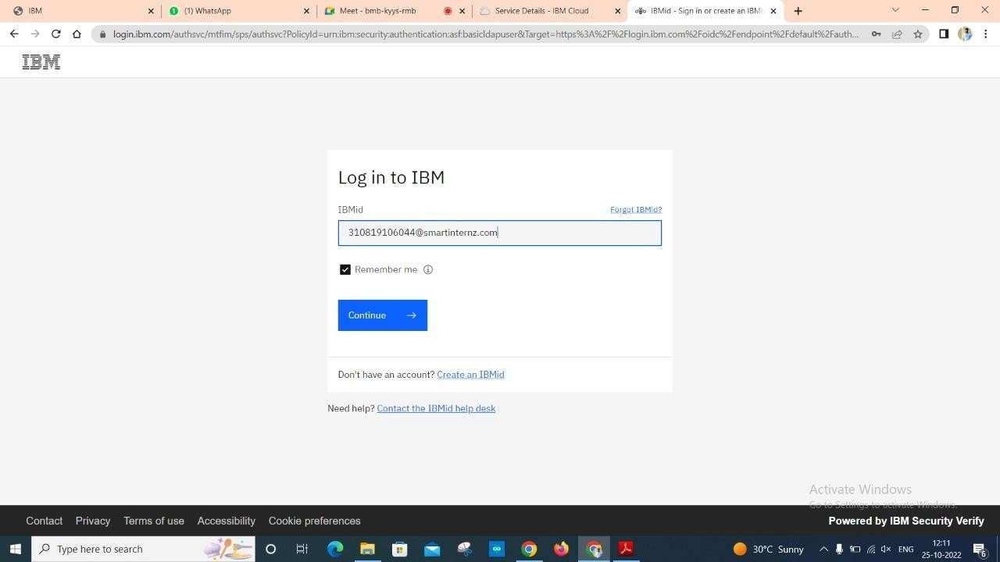 IBM
(1) WhatsApp
Meet - bmb-kyys-rmb
Service Details - IBM Cloud
IBMid - Sign in or create an IBMi
login.ibm.com/authsvc/mtfim/sps/authsvc?PolicyId=urn:ibm:security:authentication:asf:basicldapuser&Target=https%3A%2F%2Flogin.ibm.com%2Foidc%2Fendpoint%2Fdefault%2Fauth...
IBM
Log in to IBM
IBMid
Forgot IBMid?
310819106044@smartinternz.com
Remember me
Continue
Don't have an account? Create an IBMid
Need help? Contact the IBMid help desk
Activate Windows
Go to Settings to activate Windows.
Contact Privacy Terms of use Accessibility Cookie preferences
Powered by IBM Security Verify
Type here to search
30°C Sunny
ENG
12:11
25-10-2022
6